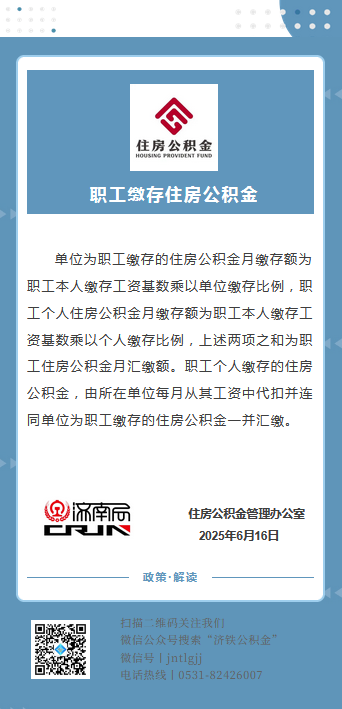 住房公积金
HOUSING PROVIDENT FUND
职工缴存住房公积金
单位为职工缴存的住房公积金月缴存额为
职工本人缴存工资基数乘以单位缴存比例，职
工个人住房公积金月缴存额为职工本人缴存工
资基数乘以个人缴存比例，上述两项之和为职
工住房公积金月汇缴额。职工个人缴存的住房
公积金，由所在单位每月从其工资中代扣并连
同单位为职工缴存的住房公积金一并汇缴。
济南局
CRJN
住房公积金管理办公室
2025年6月16日
政策·解读
扫描二维码关注我们
微信公众号搜索“济铁公积金”
微信号丨jntlgjj
电话热线丨0531-82426007